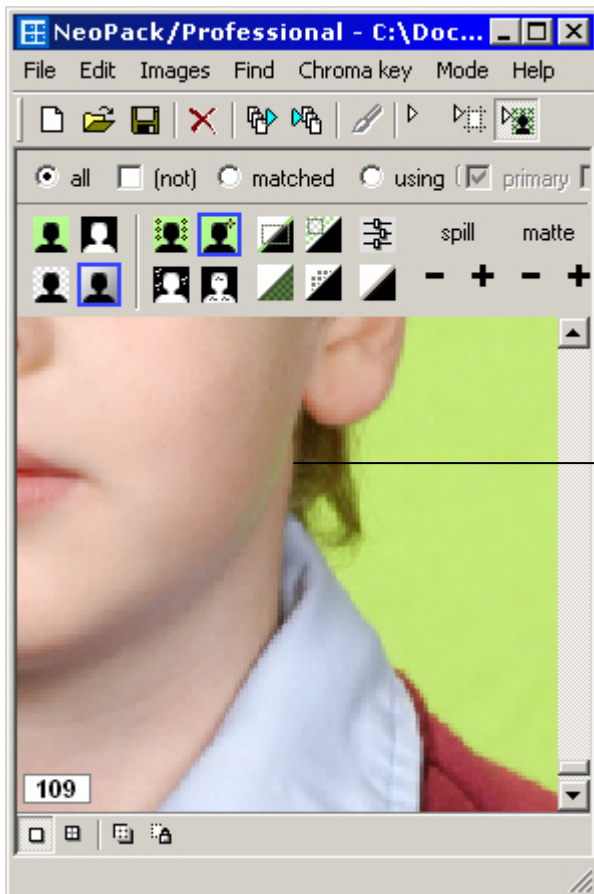 NeoPack/Professional - C:\Doc...
File Edit Images Find Chroma key Mode Help
all (not) matched using ( primary
spill matte
- + - +
109